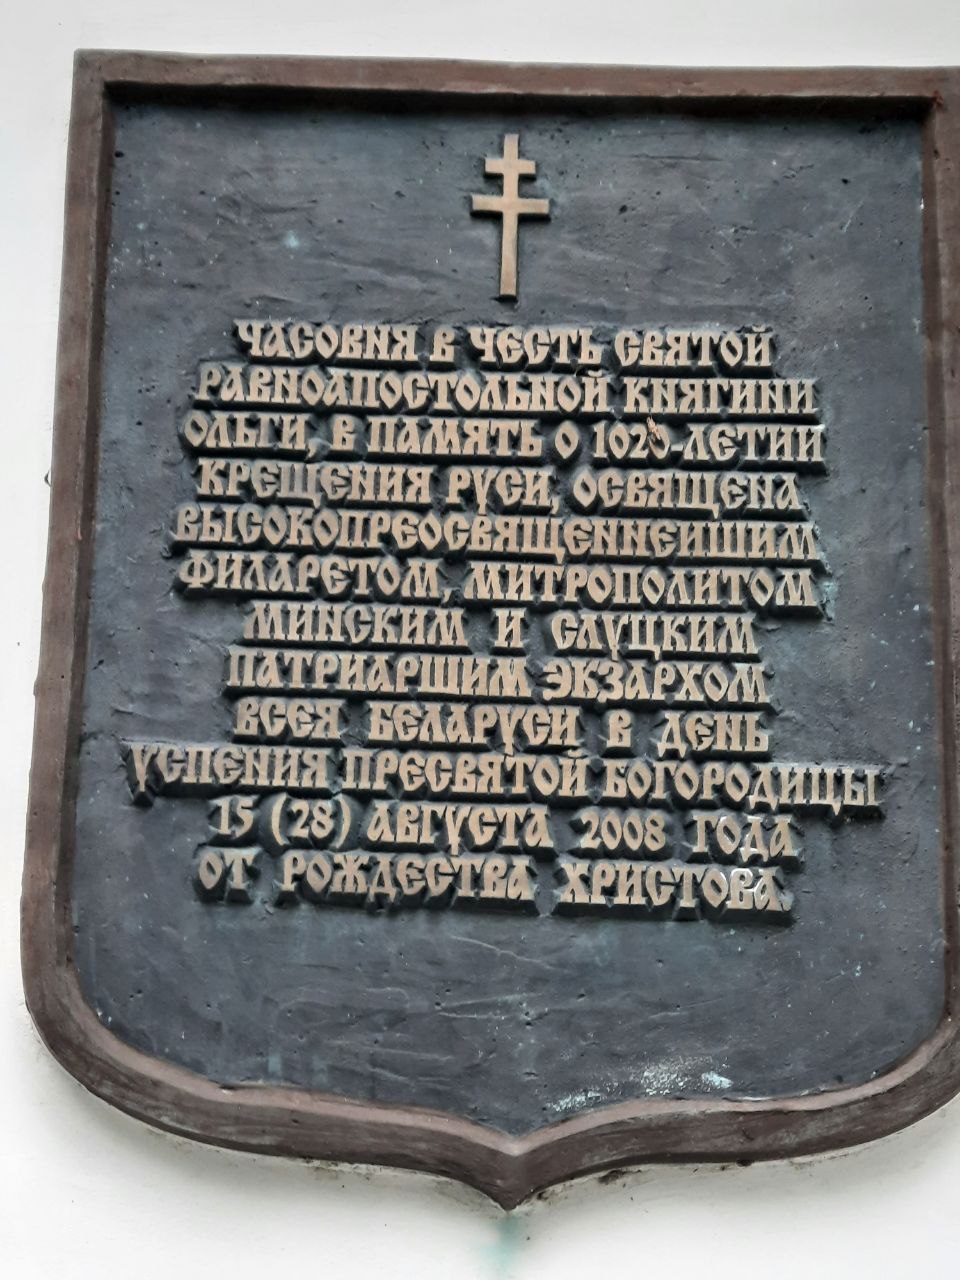 ЧАСОВНЯ В ЧЕСТЬ СВЯТОЙ
РАВНОАПОСТОЛЬНОЙ КНЯГИНИ
ОЛЬГИ, В ПАМЯТЬ О 1020-ЛЕТИИ
КРЕЩЕНИЯ РУСИ, ОСВЯЩЕНА
ВЫСОКОПРЕОСВЯЩЕННЕИШИМ
ФИЛАРЕТОМ, МИТРОПОЛИТОМ
МИНСКИМ И СЛУЦКИМ
ПАТРИАРШИМ ЭКЗАРХОМ
ВСЕЯ БЕЛАРУСИ В ДЕНЬ
УСПЕНИЯ ПРЕСВЯТОЙ БОГОРОДИЦЫ
15 (28) АВГУСТА 2008 ГОДА
ОТ РОЖДЕСТВА ХРИСТОВА